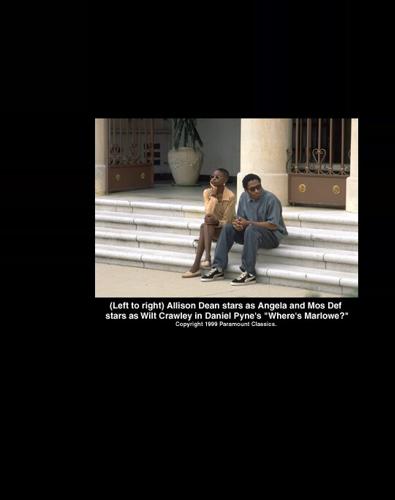 (Left to right) Allison Dean stars as Angela and Mos Def
stars as Wilt Crawley in Daniel Pyne's "Where's Marlowe?"
Copyright 1999 Paramount Classics.